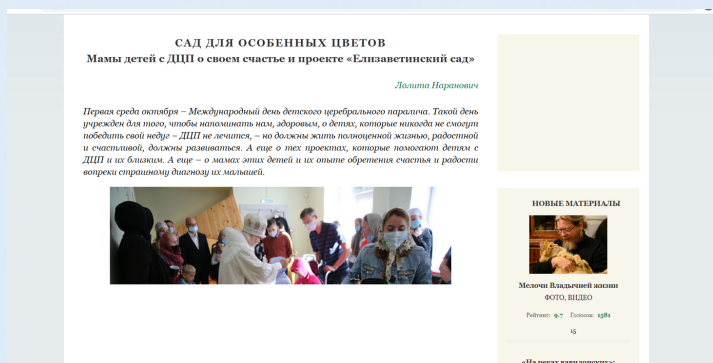 САД ДЛЯ ОСОБЕННЫХ ЦВЕТОВ
Мамы детей с ДЦП о своем счастье и проекте «Елизаветинский сад»
Лолита Наранович
Первая среда октября – Международный день детского церебрального паралича. Такой день
учрежден для того, чтобы напоминать нам, здоровым, о детях, которые никогда не смогут
победить свой недуг – ДЦП не лечится, – но должны жить полноценной жизнью, радостной
и счастливой, должны развиваться. А еще о тех проектах, которые помогают детям с
ДЦП и их близким. А еще – о мамах этих детей и их опыте обретения счастья и радости
вопреки страшному диагнозу их малышей.
НОВЫЕ МАТЕРИАЛЫ
Мелочи Владычней жизни
ФОТО, ВИДЕО
Рейтинг: 9.7 Голосов: 1581
15
«На реках вавилонских»: